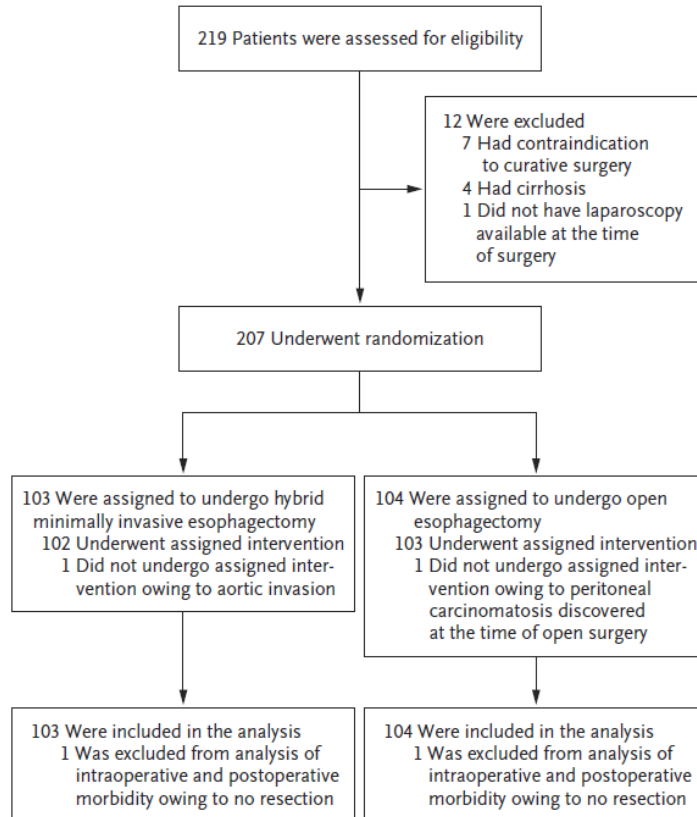 219 Patients were assessed for eligibility
12 Were excluded
7 Had contraindication
to curative surgery
4 Had cirrhosis
1 Did not have laparoscopy
available at the time
of surgery
207 Underwent randomization
103 Were assigned to undergo hybrid
minimally invasive esophagectomy
102 Underwent assigned intervention
1 Did not undergo assigned inter-
vention owing to aortic invasion
104 Were assigned to undergo open
esophagectomy
103 Underwent assigned intervention
1 Did not undergo assigned inter-
vention owing to peritoneal
carcinomatosis discovered
at the time of open surgery
103 Were included in the analysis
1 Was excluded from analysis of
intraoperative and postoperative
morbidity owing to no resection
104 Were included in the analysis
1 Was excluded from analysis of
intraoperative and postoperative
morbidity owing to no resection